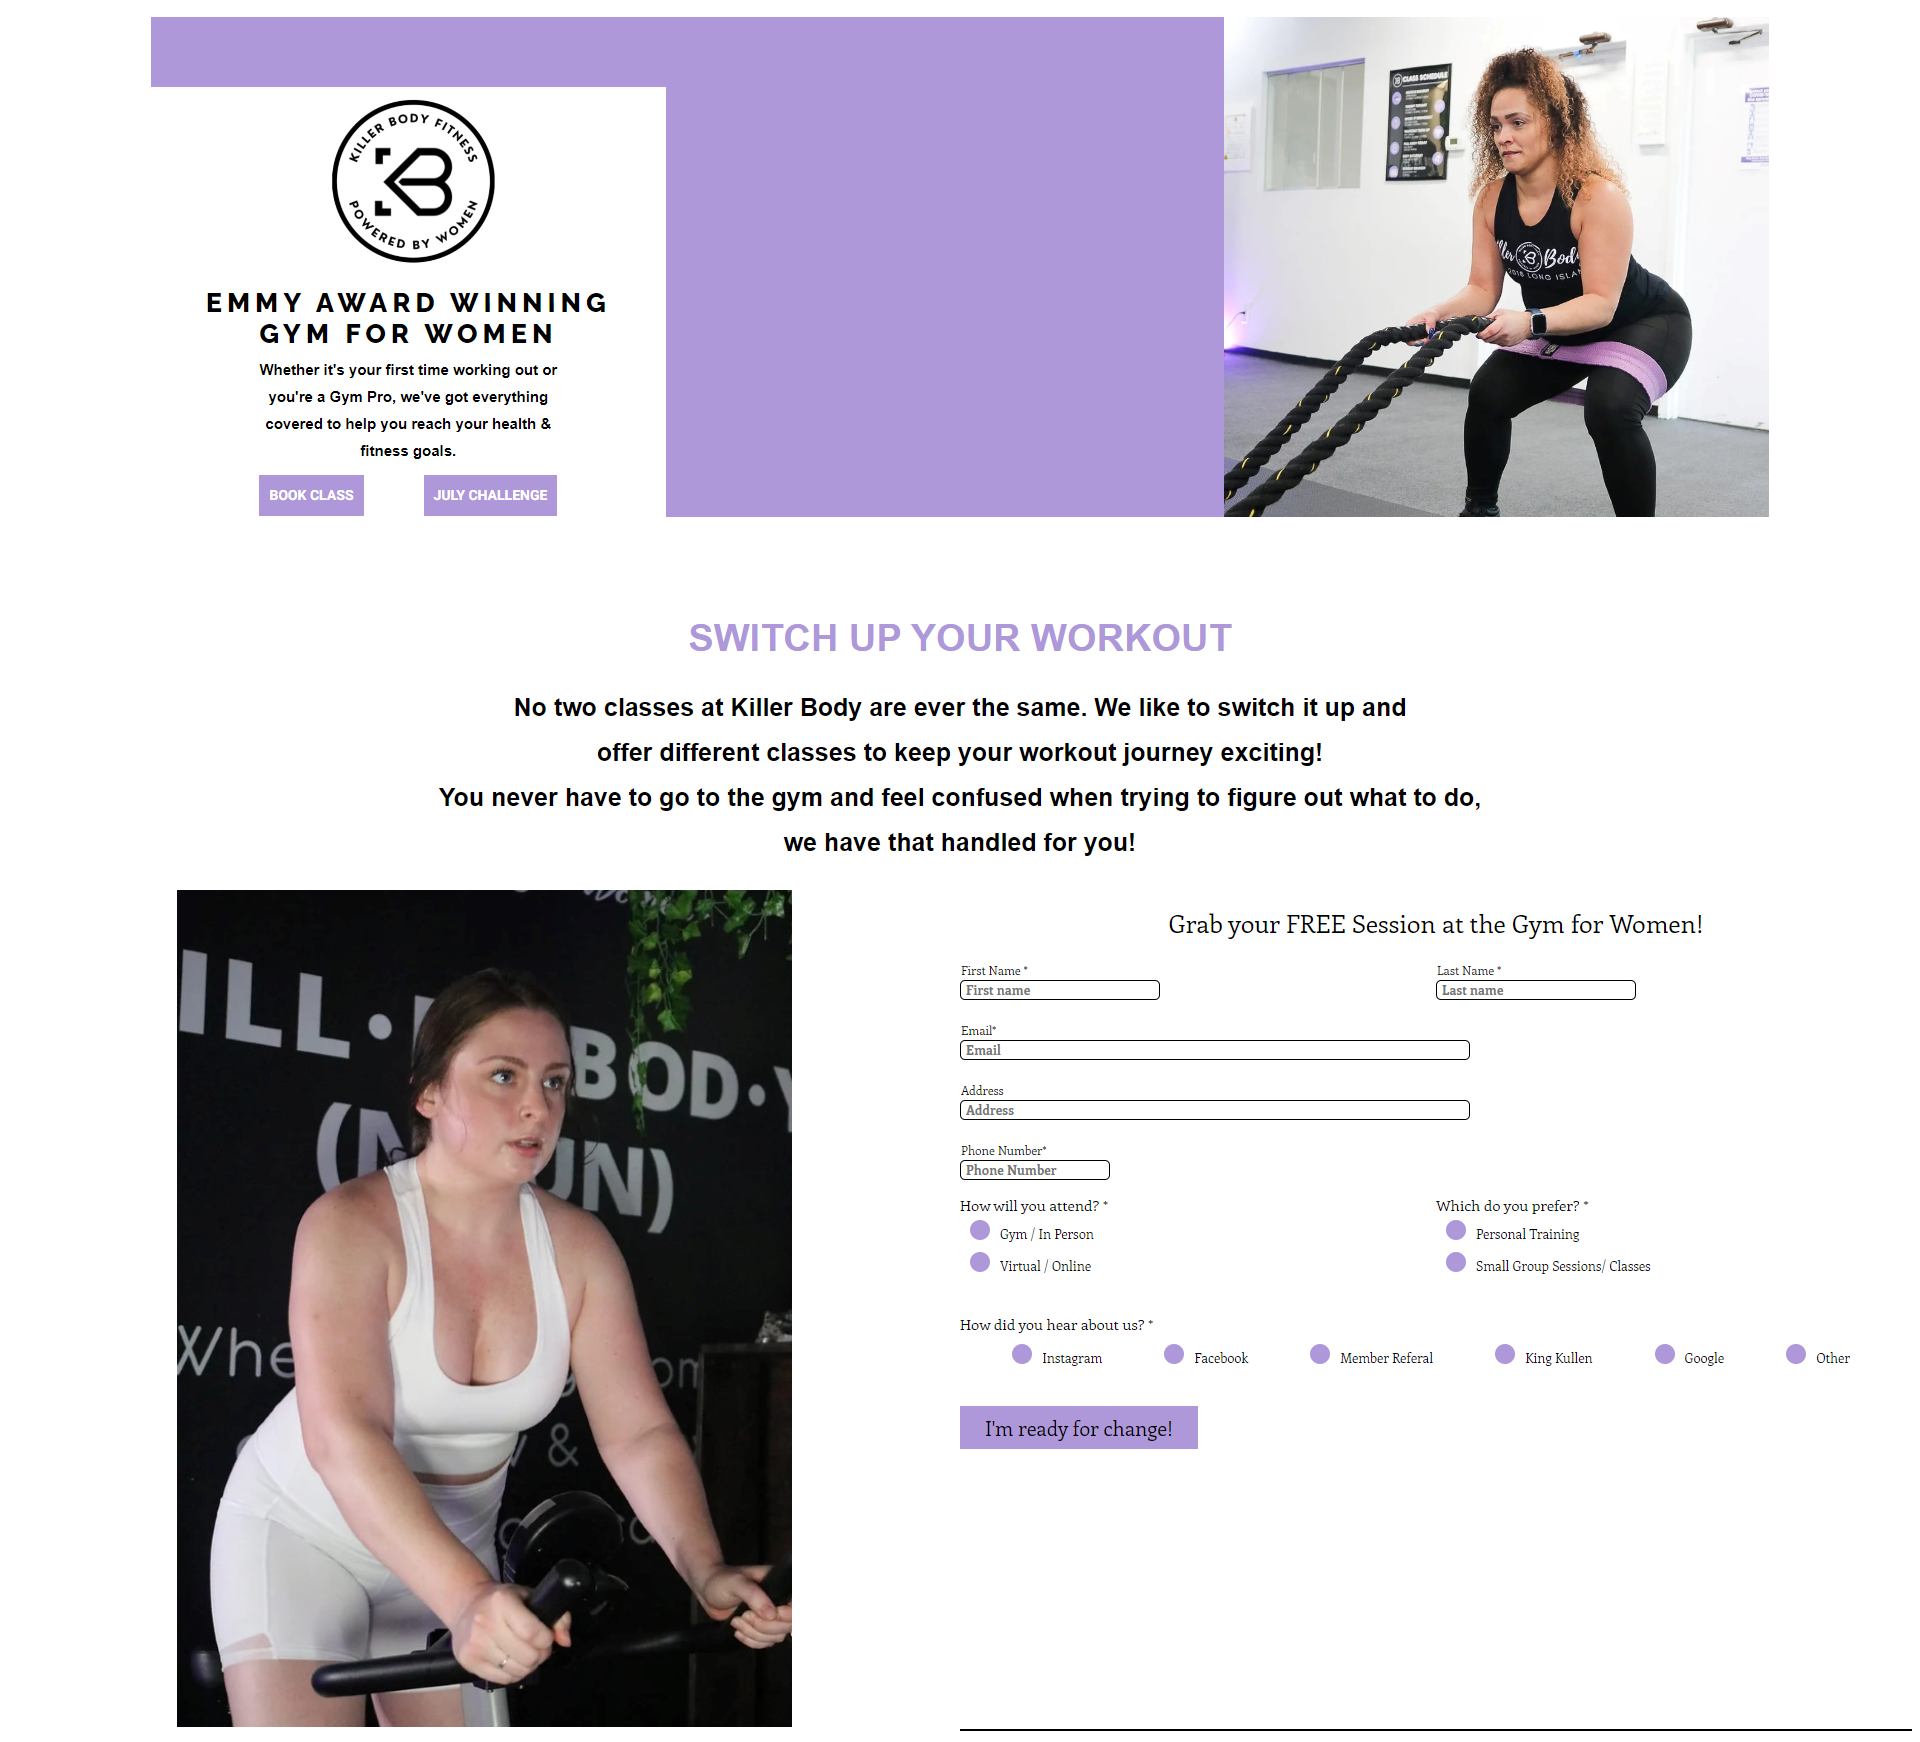 KILLER BODY FITNESS
POWERED BY WOMEN
EMMY AWARD WINNING
GYM FOR WOMEN
Whether it's your first time working out or
you're a Gym Pro, we've got everything
covered to help you reach your health &
fitness goals.
BOOK CLASS
JULY CHALLENGE
CLASS SCHEDULE
Body
LONG
SWITCH UP YOUR WORKOUT
No two classes at Killer Body are ever the same. We like to switch it up and
offer different classes to keep your workout journey exciting!
You never have to go to the gym and feel confused when trying to figure out what to do,
we have that handled for you!
ILL•
BOD•Y
&
Grab your FREE Session at the Gym for Women!
First Name *
Last Name *
First name
Last name
Email*
Email
Address
Address
Phone Number*
Phone Number
How will you attend? *
Which do you prefer? *
Gym / In Person
Personal Training
Virtual / Online
Small Group Sessions/ Classes
How did you hear about us? *
Instagram
Facebook
Member Referal
King Kullen
Google
Other
I'm ready for change!